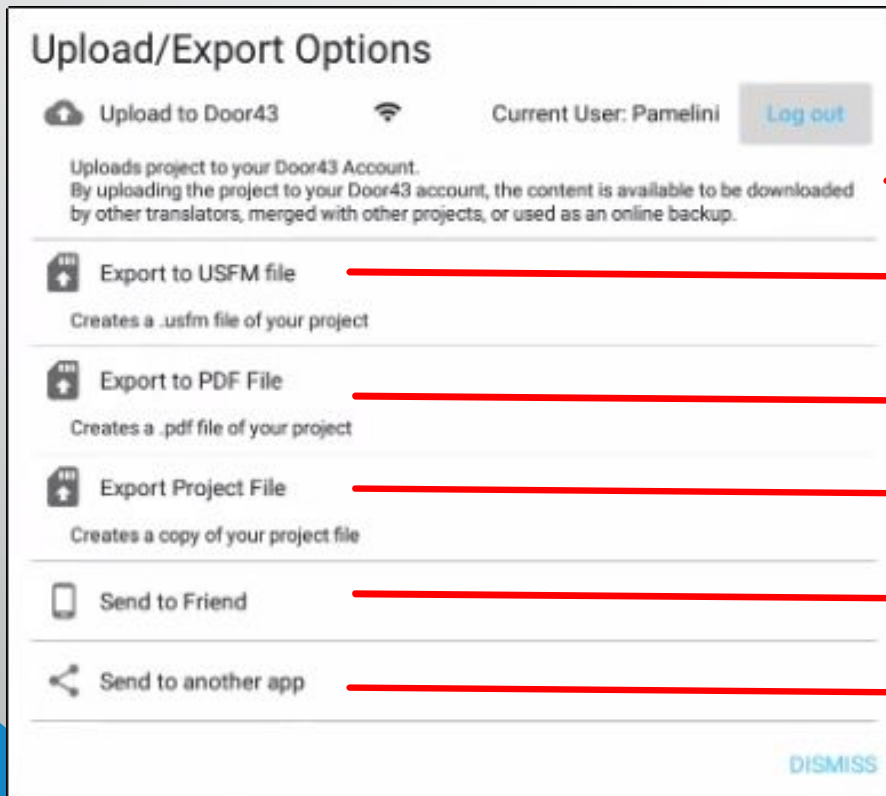 Upload/Export Options
Upload to Door43 Current User: Pamelini Log out
Uploads project to your Door43 Account.
By uploading the project to your Door43 account, the content is available to be downloaded
by other translators, merged with other projects, or used as an online backup.
Export to USFM file
Creates a .usfm file of your project
Export to PDF File
Creates a .pdf file of your project
Export Project File
Creates a copy of your project file
Send to Friend
Send to another app
DISMISS